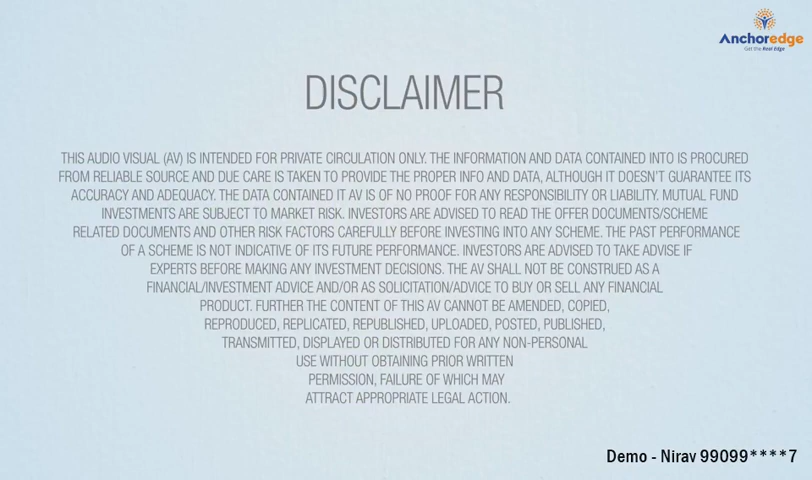 Anchoredge
Get the Real Edge
DISCLAIMER
THIS AUDIO VISUAL (AV) IS INTENDED FOR PRIVATE CIRCULATION ONLY. THE INFORMATION AND DATA CONTAINED INTO IS PROCURED
FROM RELIABLE SOURCE AND DUE CARE IS TAKEN TO PROVIDE THE PROPER INFO AND DATA, ALTHOUGH IT DOESN'T GUARANTEE ITS
ACCURACY AND ADEQUACY. THE DATA CONTAINED IT AV IS OF NO PROOF FOR ANY RESPONSIBILITY OR LIABILITY. MUTUAL FUND
INVESTMENTS ARE SUBJECT TO MARKET RISK. INVESTORS ARE ADVISED TO READ THE OFFER DOCUMENTS/SCHEME
RELATED DOCUMENTS AND OTHER RISK FACTORS CAREFULLY BEFORE INVESTING INTO ANY SCHEME. THE PAST PERFORMANCE
OF A SCHEME IS NOT INDICATIVE OF ITS FUTURE PERFORMANCE. INVESTORS ARE ADVISED TO TAKE ADVISE IF
EXPERTS BEFORE MAKING ANY INVESTMENT DECISIONS. THE AV SHALL NOT BE CONSTRUED AS A
FINANCIAL/INVESTMENT ADVICE AND/OR AS SOLICITATION/ADVICE TO BUY OR SELL ANY FINANCIAL
PRODUCT. FURTHER THE CONTENT OF THIS AV CANNOT BE AMENDED, COPIED,
REPRODUCED, REPLICATED, REPUBLISHED, UPLOADED, POSTED, PUBLISHED,
TRANSMITTED, DISPLAYED OR DISTRIBUTED FOR ANY NON-PERSONAL
USE WITHOUT OBTAINING PRIOR WRITTEN
PERMISSION, FAILURE OF WHICH MAY
ATTRACT APPROPRIATE LEGAL ACTION.
Demo - Nirav 99099****7